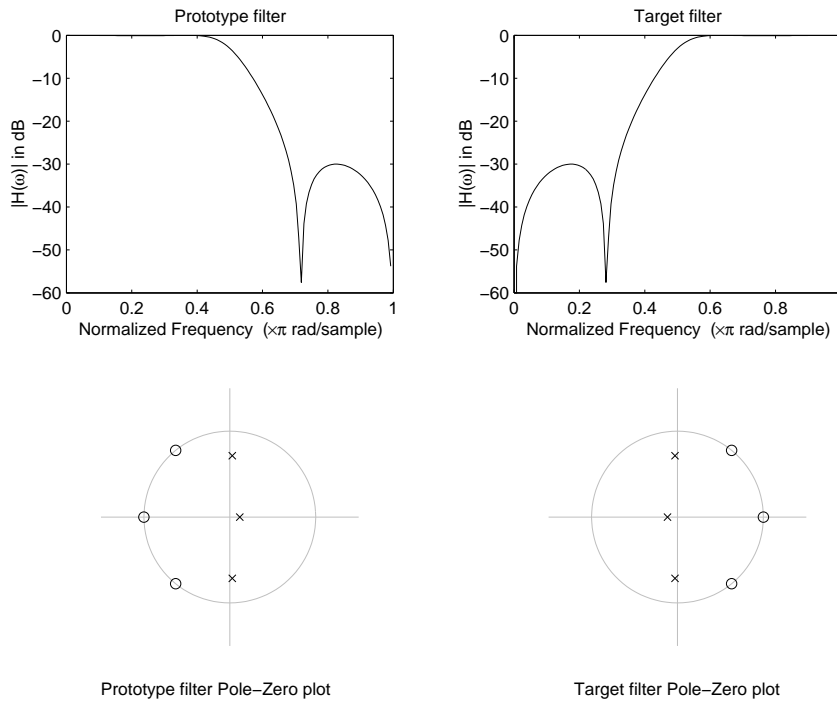 Prototype filter
0
−10
−20
−30
−40
−50
−60
|H(ω)| in dB
0 0.2 0.4 0.6 0.8 1
Normalized Frequency (×π rad/sample)
Target filter
0
−10
−20
−30
−40
−50
−60
|H(ω)| in dB
0 0.2 0.4 0.6 0.8
Normalized Frequency (×π rad/sample)
Prototype filter Pole−Zero plot
Target filter Pole−Zero plot